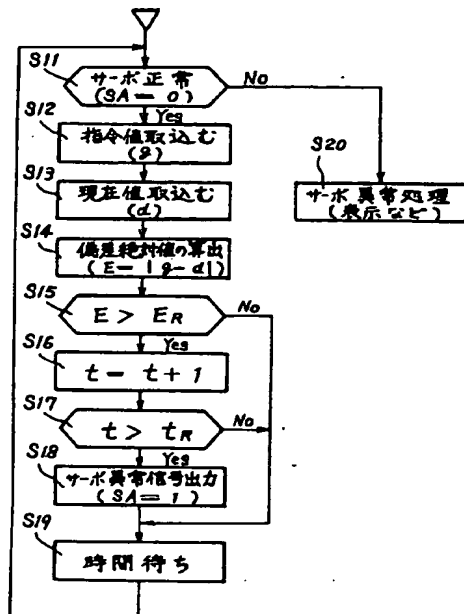 S11
サーボ正常
(SA=0)
No
Yes
S12
指令値取込む
(g)
S20
サーボ異常処理
(表示など)
S13
現在値取込む
(d)
S14
偏差絶対値の算出
(E=|g-d|)
S15
E > ER
No
Yes
S16
t = t+1
S17
t > tR
No
Yes
S18
サーボ異常信号出力
(SA=1)
S19
時間待ち